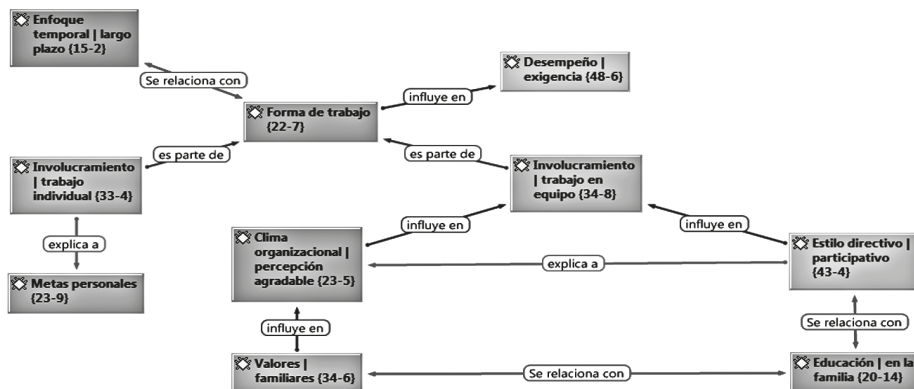 Enfoque
temporal | largo
plazo {15-2}
Se relaciona con
Desempeño |
exigencia {48-6}
influye en
Forma de trabajo
{22-7}
es parte de
es parte de
Involucramiento
| trabajo
individual {33-4}
Involucramiento
| trabajo en
equipo {34-8}
influye en
influye en
explica a
Clima
organizacional |
percepción
agradable {23-5}
Estilo directivo |
participativo
{43-4}
explica a
Metas personales
{23-9}
influye en
Se relaciona con
Valores |
familiares {34-6}
Se relaciona con
Educación | en la
familia {20-14}